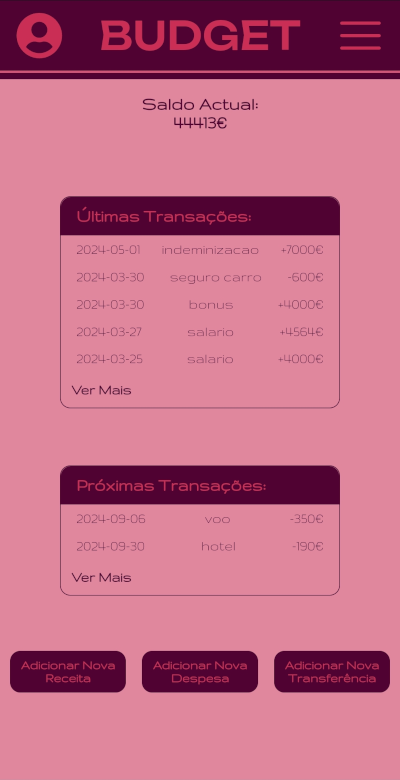 BUDGET
Saldo Actual:
44413€
Últimas Transações:
2024-05-01 indeminizacao +7000€
2024-03-30 seguro carro -600€
2024-03-30 bonus +4000€
2024-03-27 salario +4564€
2024-03-25 salario +4000€
Ver Mais
Próximas Transações:
2024-09-06 voo -350€
2024-09-30 hotel -190€
Ver Mais
Adicionar Nova
Receita
Adicionar Nova
Despesa
Adicionar Nova
Transferência